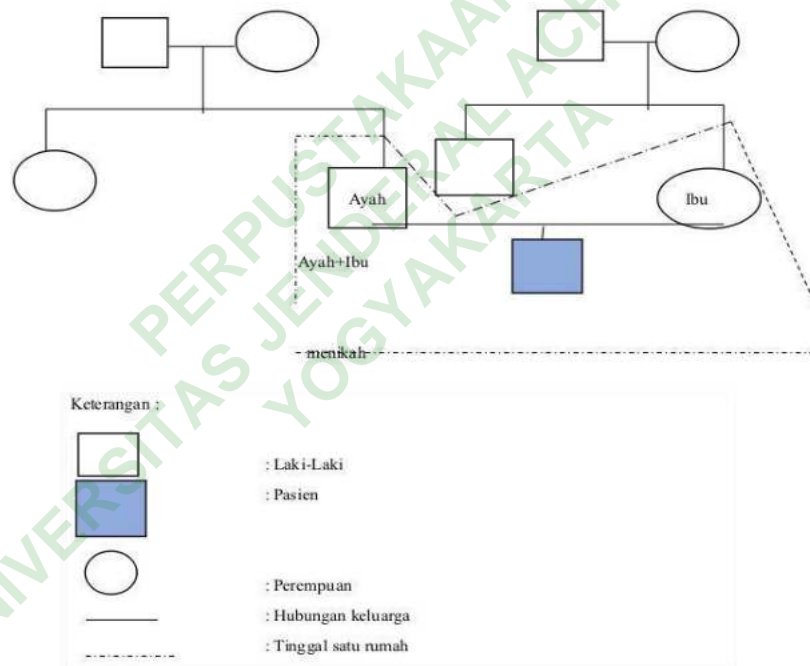 PERPUSTAKAAN
UNIVERSITAS JENDERAL ACH
YOGYAKARTA
Ayah
Ibu
Ayah+Ibu
menikah
Keterangan :
: Laki-Laki
: Pasien
: Perempuan
: Hubungan keluarga
: Tinggal satu rumah